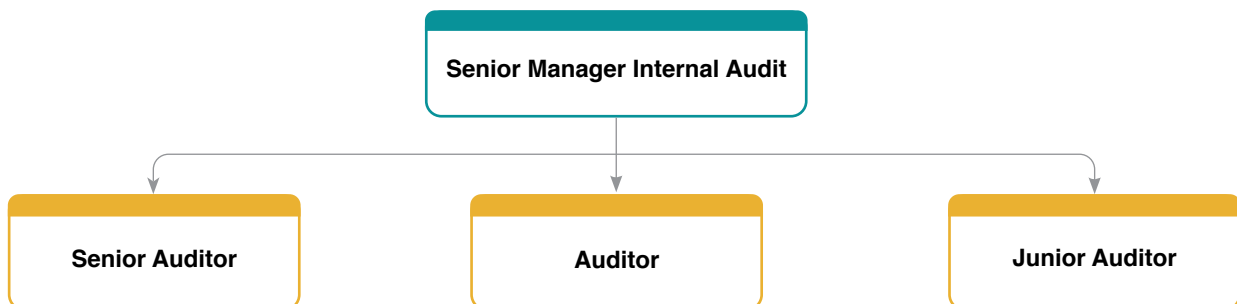 Senior Manager Internal Audit
Senior Auditor
Auditor
Junior Auditor